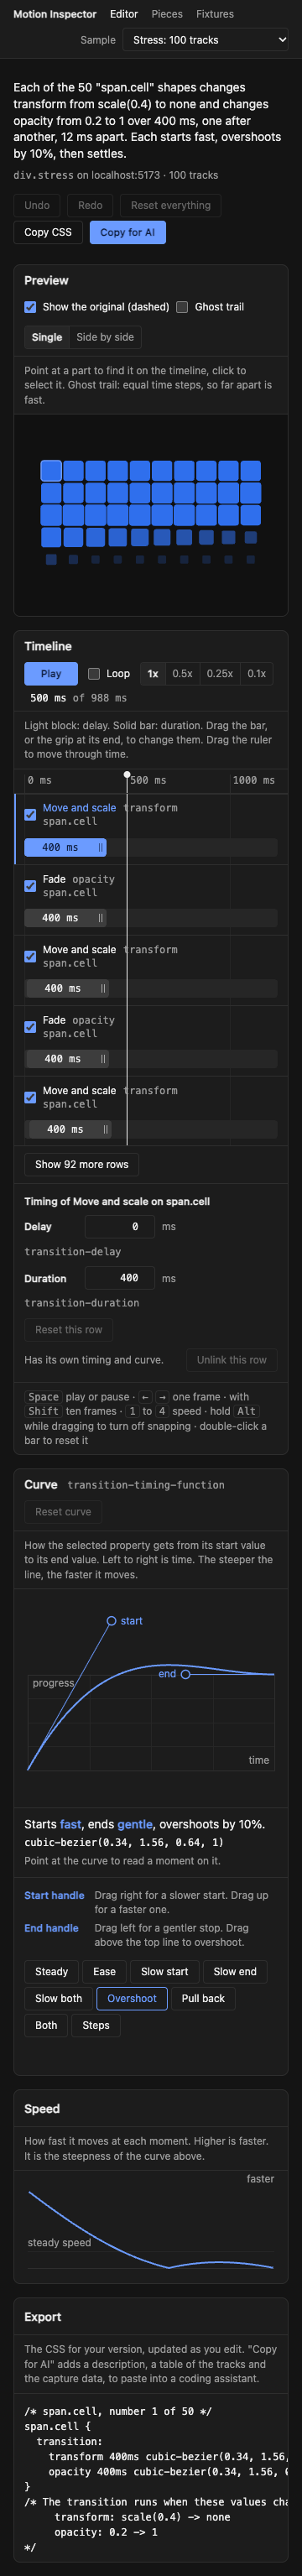 Motion Inspector Editor Pieces Fixtures
Sample Stress: 100 tracks
Each of the 50 "span.cell" shapes changes
transform from scale(0.4) to none and changes
opacity from 0.2 to 1 over 400 ms, one after
another, 12 ms apart. Each starts fast, overshoots
by 10%, then settles.
div.stress on localhost:5173 · 100 tracks
Undo Redo Reset everything
Copy CSS Copy for AI
Preview
Show the original (dashed) Ghost trail
Single Side by side
Point at a part to find it on the timeline, click to
select it. Ghost trail: equal time steps, so far apart is
fast.
Timeline
Play Loop 1x 0.5x 0.25x 0.1x
500 ms of 988 ms
Light block: delay. Solid bar: duration. Drag the bar,
or the grip at its end, to change them. Drag the ruler
to move through time.
0 ms 500 ms 1000 ms
Move and scale transform
span.cell
400 ms
Fade opacity
span.cell
400 ms
Move and scale transform
span.cell
400 ms
Fade opacity
span.cell
400 ms
Move and scale transform
span.cell
400 ms
Show 92 more rows
Timing of Move and scale on span.cell
Delay 0 ms
transition-delay
Duration 400 ms
transition-duration
Reset this row
Has its own timing and curve. Unlink this row
Space play or pause · ← → one frame · with
Shift ten frames · 1 to 4 speed · hold Alt
while dragging to turn off snapping · double-click a
bar to reset it
Curve transition-timing-function
Reset curve
How the selected property gets from its start value
to its end value. Left to right is time. The steeper the
line, the faster it moves.
start
end
progress
time
Starts fast, ends gentle, overshoots by 10%.
cubic-bezier(0.34, 1.56, 0.64, 1)
Point at the curve to read a moment on it.
Start handle Drag right for a slower start. Drag up
for a faster one.
End handle Drag left for a gentler stop. Drag
above the top line to overshoot.
Steady Ease Slow start Slow end
Slow both Overshoot Pull back
Both Steps
Speed
How fast it moves at each moment. Higher is faster.
It is the steepness of the curve above.
faster
steady speed
Export
The CSS for your version, updated as you edit. "Copy
for AI" adds a description, a table of the tracks and
the capture data, to paste into a coding assistant.
/* span.cell, number 1 of 50 */
span.cell {
transition:
transform 400ms cubic-bezier(0.34, 1.56,
opacity 400ms cubic-bezier(0.34, 1.56,
}
/* The transition runs when these values
transform: scale(0.4) -> none
opacity: 0.2 -> 1
*/